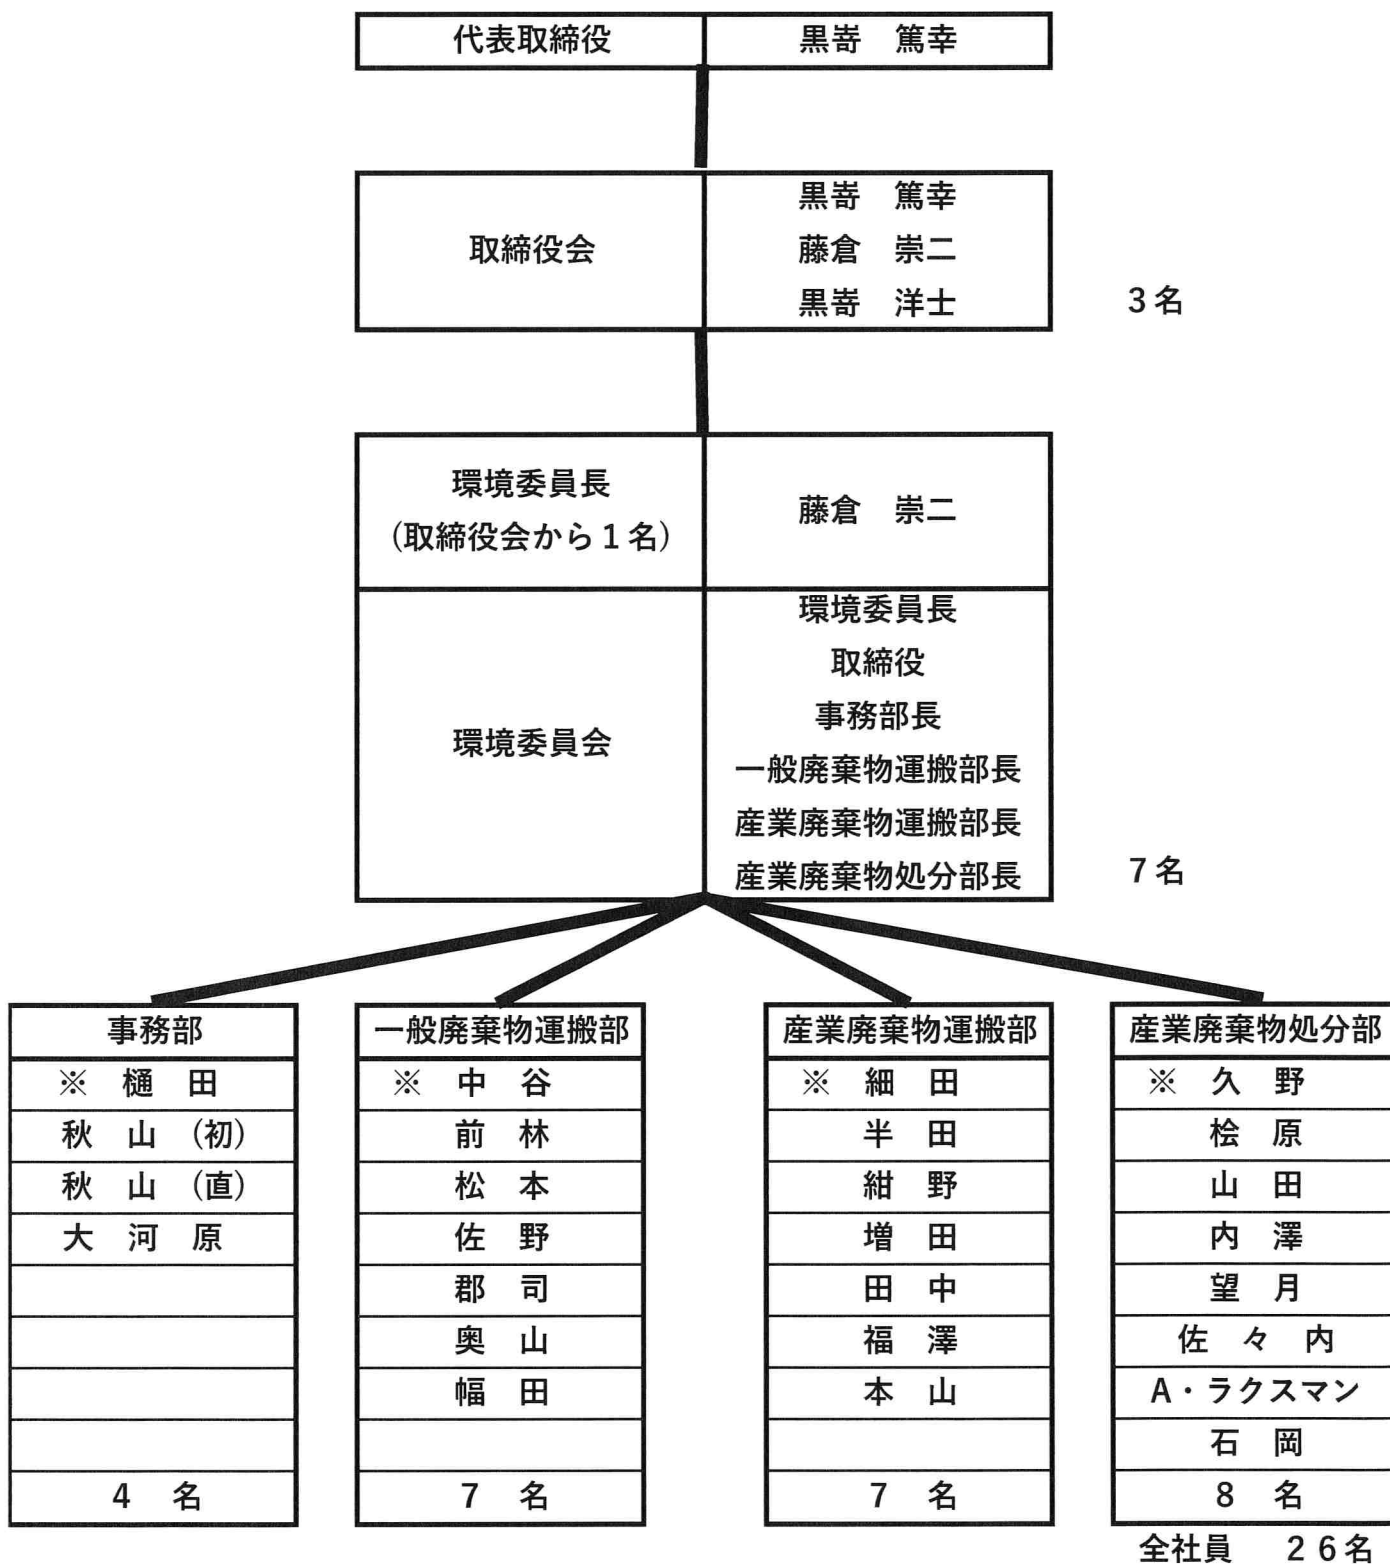 代表取締役 黒嵜 篤幸
取締役会
黒嵜 篤幸
藤倉 崇二
黒嵜 洋士
3名
環境委員長
(取締役会から1名)
藤倉 崇二
環境委員会
環境委員長
取締役
事務部長
一般廃棄物運搬部長
産業廃棄物運搬部長
産業廃棄物処分部長
7名
事務部
※ 樋 田
秋 山 (初)
秋 山 (直)
大 河 原
4 名
一般廃棄物運搬部
※ 中 谷
前 林
松 本
佐 野
郡 司
奥 山
幅 田
7 名
産業廃棄物運搬部
※ 細 田
半 田
紺 野
増 田
田 中
福 澤
本 山
7 名
産業廃棄物処分部
※ 久 野
桧 原
山 田
内 澤
望 月
佐 々 内
A・ラクスマン
石 岡
8 名
全社員 26名